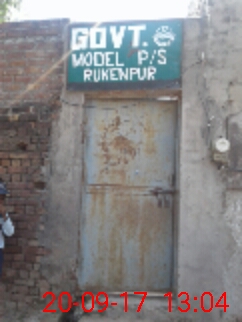 GOVT.
MODEL P/S
RUKENPUR
20-09-17 13:04